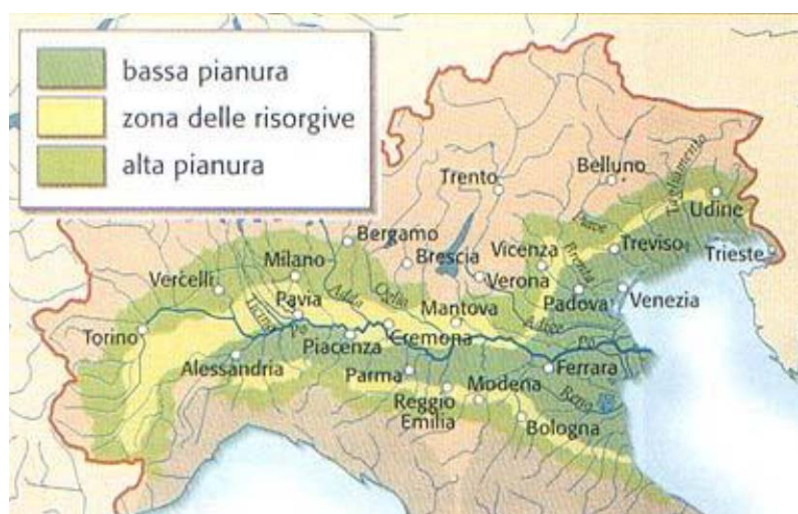 bassa pianura
zona delle risorgive
alta pianura
Trento
Belluno
Tagliamento
Udine
Piave
Bergamo
Brescia
Vicenza
Brenta
Treviso
Trieste
Milano
Vercelli
Adda
Oglio
Verona
Pavia
Mantova
Padova
Venezia
Ticino
Adige
Torino
Po
Piacenza
Cremona
Po
Alessandria
Parma
Ferrara
Modena
Reno
Reggio
Emilia
Bologna